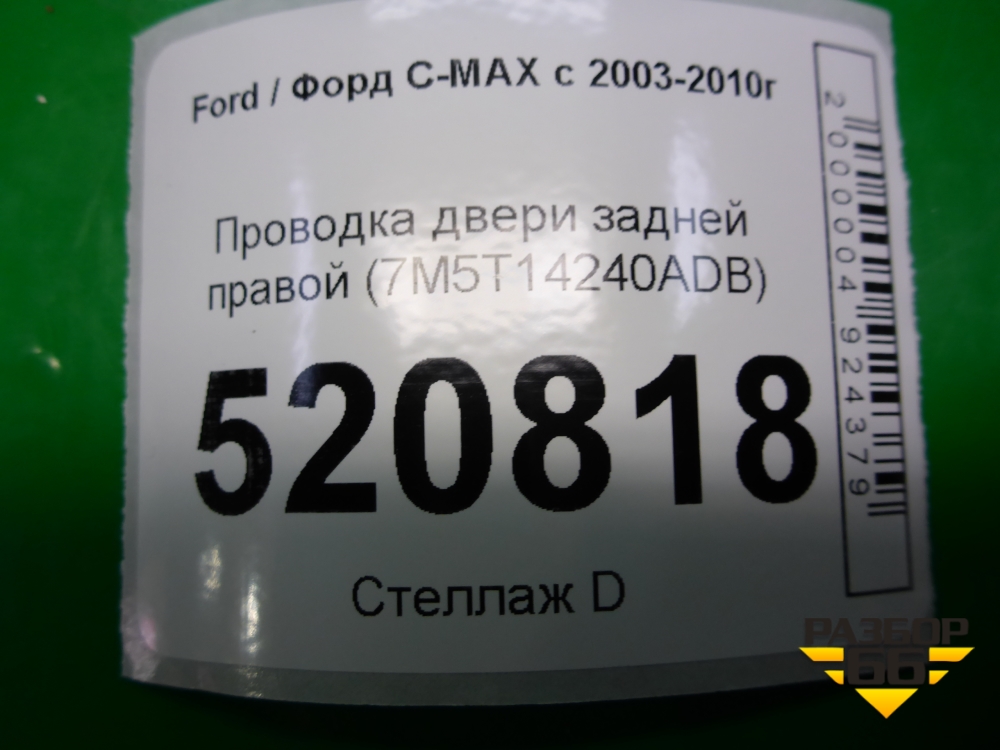 Ford / Форд C-MAX с 2003-2010г
Проводка двери задней
правой (7M5T14240ADB)
520818
Стеллаж D
2000004924379
РАЗБОР
66